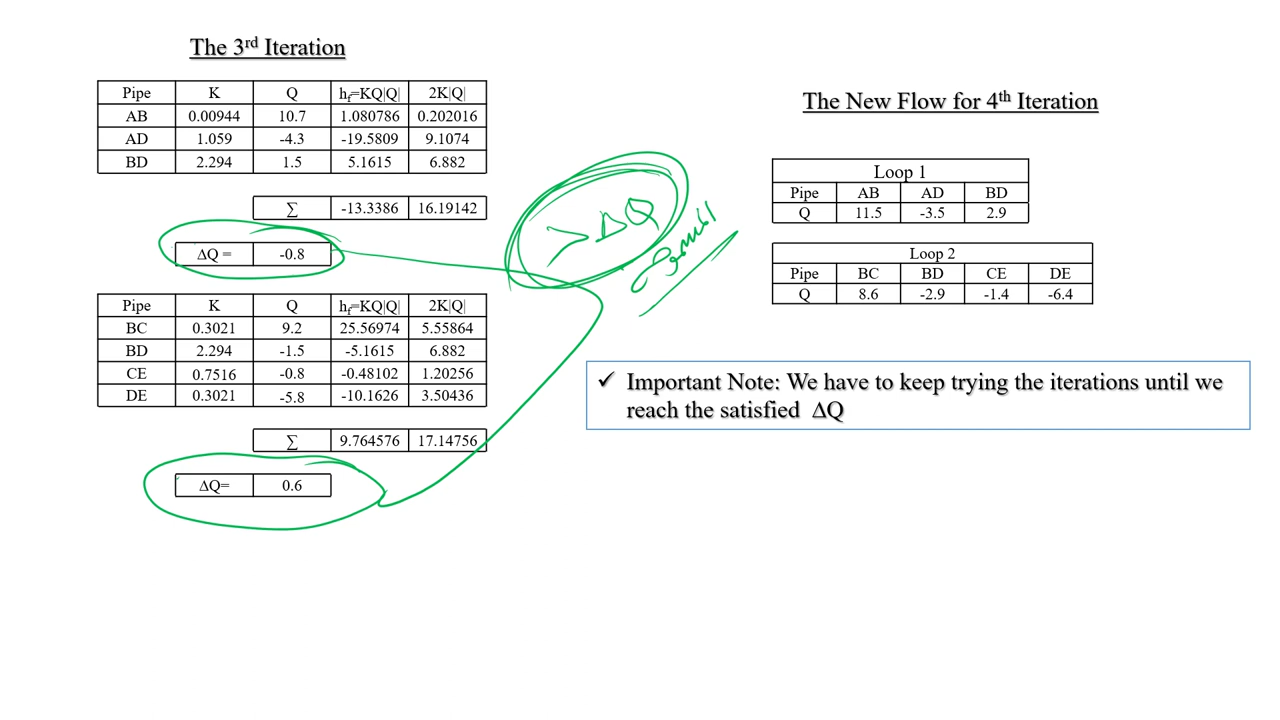 The 3rd Iteration
Pipe K Q hf=KQ|Q| 2K|Q|
AB 0.00944 10.7 1.080786 0.202016
AD 1.059 -4.3 -19.5809 9.1074
BD 2.294 1.5 5.1615 6.882
∑ -13.3386 16.19142
ΔQ = -0.8
Pipe K Q hf=KQ|Q| 2K|Q|
BC 0.3021 9.2 25.56974 5.55864
BD 2.294 -1.5 -5.1615 6.882
CE 0.7516 -0.8 -0.48102 1.20256
DE 0.3021 -5.8 -10.1626 3.50436
∑ 9.764576 17.14756
ΔQ= 0.6
> ΔQ
The New Flow for 4th Iteration
Loop 1
Pipe AB AD BD
Q 11.5 -3.5 2.9
Loop 2
Pipe BC BD CE DE
Q 8.6 -2.9 -1.4 -6.4
✓ Important Note: We have to keep trying the iterations until we
reach the satisfied ΔQ